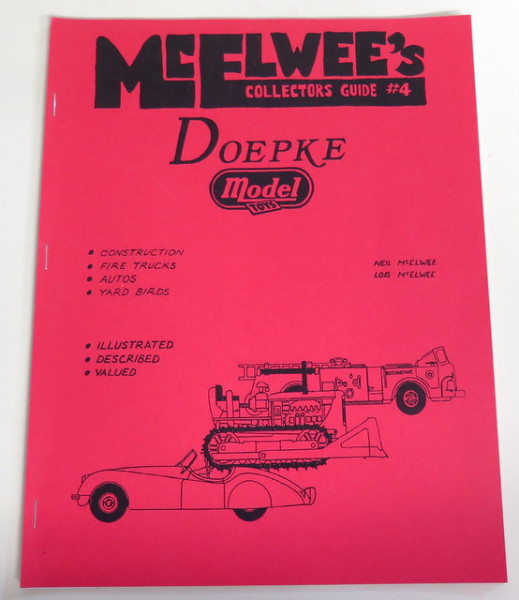 McElwee's
COLLECTORS GUIDE #4
DOEPKE
Model
TOYS
• CONSTRUCTION
• FIRE TRUCKS
• AUTOS
• YARD BIRDS
NEIL McELWEE
LOIS McELWEE
• ILLUSTRATED
• DESCRIBED
• VALUED